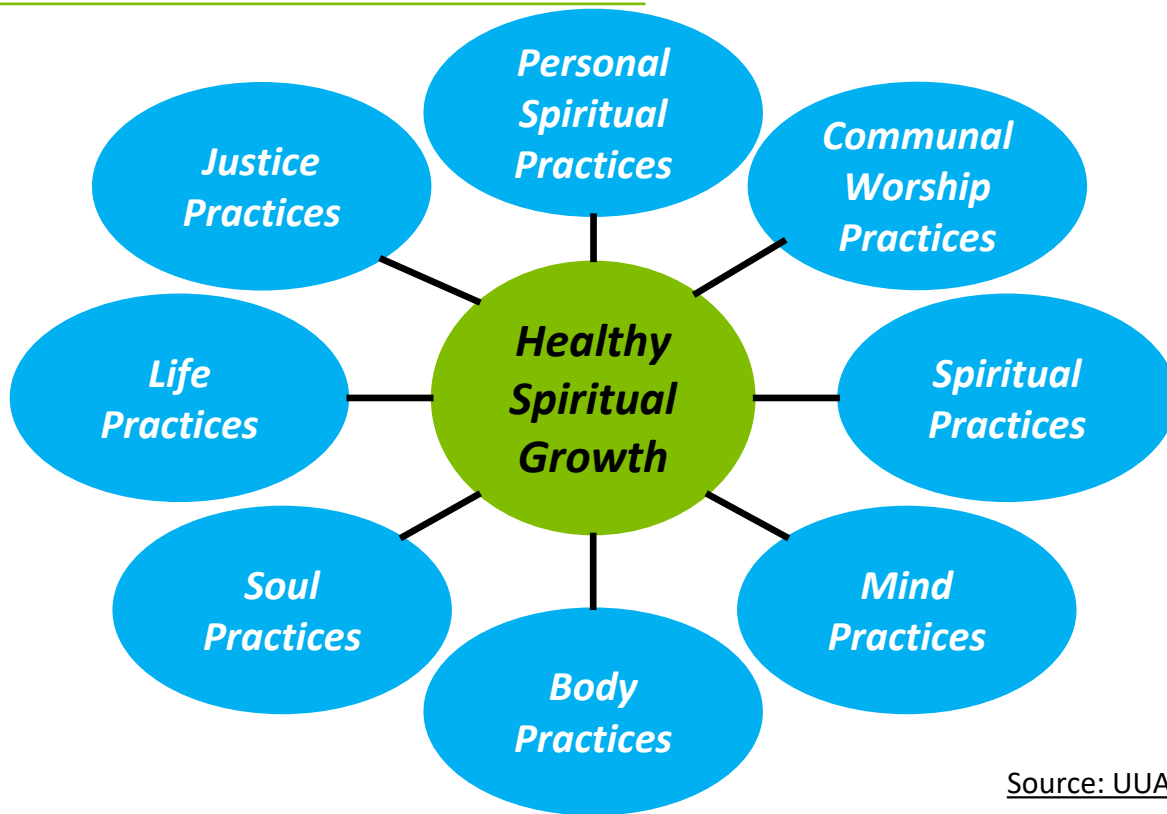 Personal
Spiritual
Practices
Communal
Worship
Practices
Spiritual
Practices
Mind
Practices
Body
Practices
Soul
Practices
Life
Practices
Justice
Practices
Healthy
Spiritual
Growth
Source: UUA